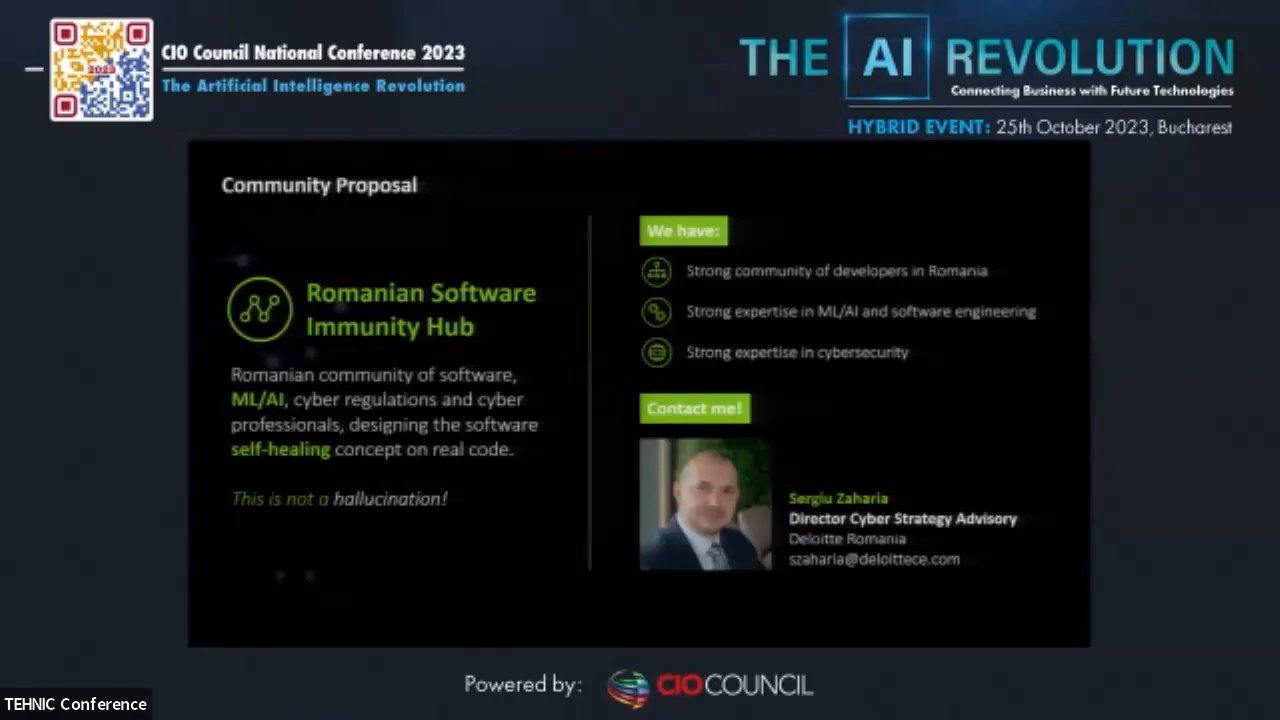 CIO Council National Conference 2023
The Artificial Intelligence Revolution
2023
THE AI REVOLUTION
Connecting Business with Future Technologies
HYBRID EVENT: 25th October 2023, Bucharest
Community Proposal
Romanian Software
Immunity Hub
Romanian community of software,
ML/AI, cyber regulations and cyber
professionals, designing the software
self-healing concept on real code.
This is not a hallucination!
We have:
Strong community of developers in Romania
Strong expertise in ML/AI and software engineering
Strong expertise in cybersecurity
Contact me!
Sergiu Zaharia
Director Cyber Strategy Advisory
Deloitte Romania
szaharia@deloittece.com
Powered by: CIOCOUNCIL
TEHNIC Conference